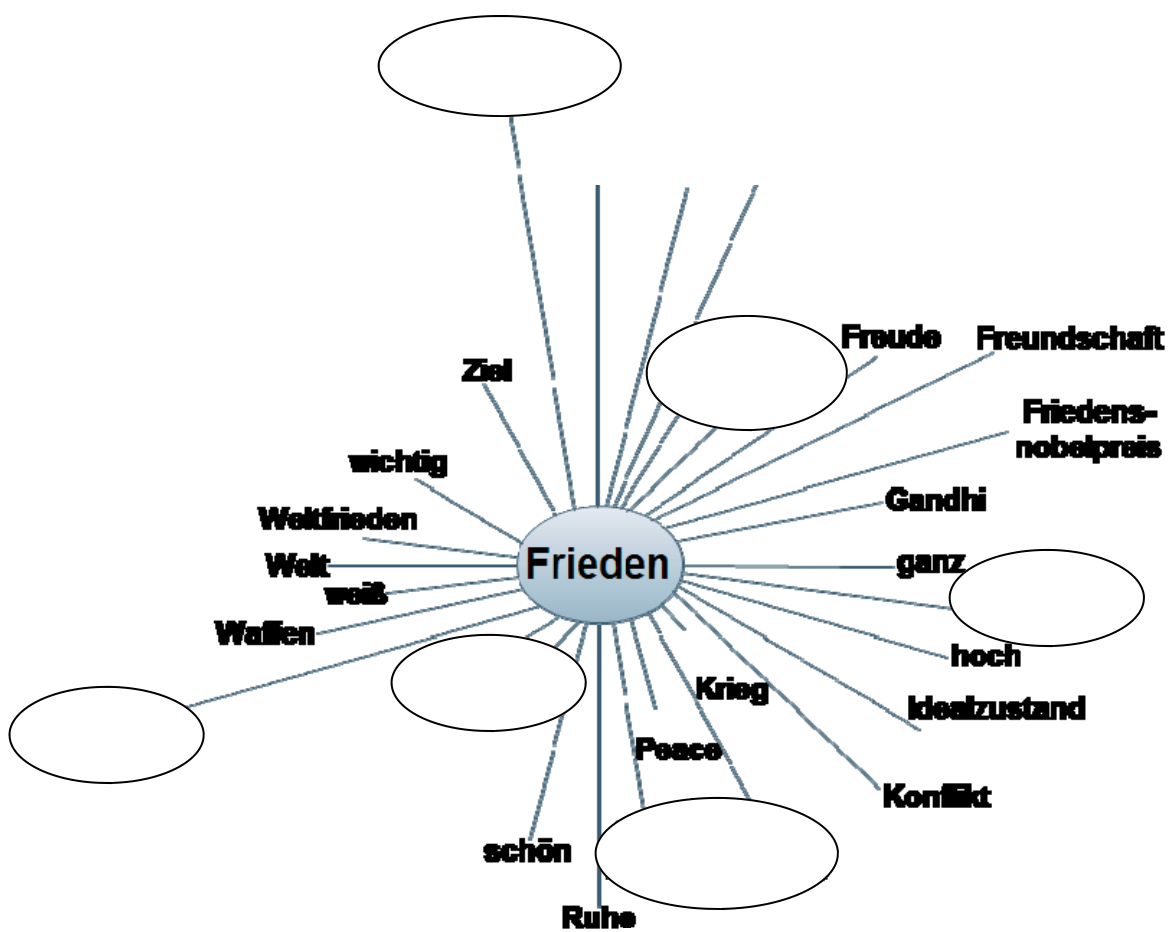 Freude
Freundschaft
Ziel
Friedens-
nobelpreis
wichtig
Gandhi
Weltfrieden
Welt
Frieden
ganz
weiß
Waffen
hoch
Krieg
Idealzustand
Peace
Konflikt
schön
Ruhe